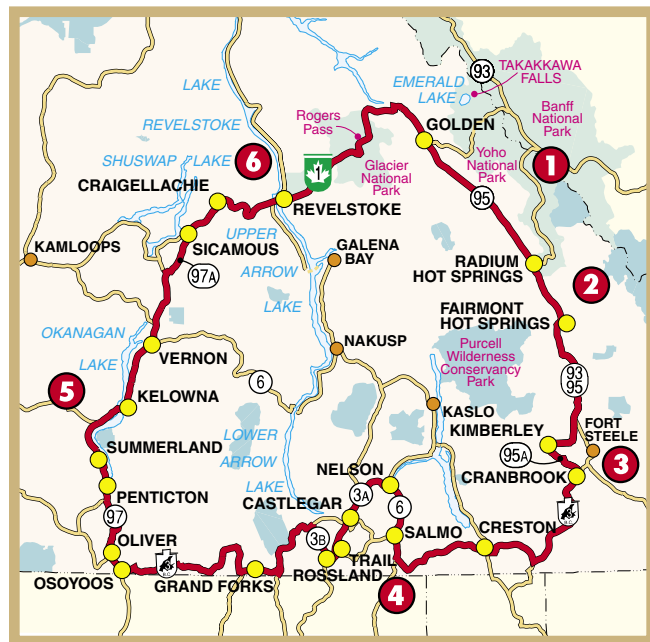 93
TAKAKKAWA
FALLS
EMERALD
LAKE
LAKE
Banff
National
Park
Rogers
Pass
GOLDEN
REVELSTOKE
Yoho
National
Park
1
6
SHUSWAP LAKE
1
Glacier
National
Park
CRAIGELLACHIE
95
REVELSTOKE
UPPER
KAMLOOPS
SICAMOUS
GALENA
BAY
ARROW
RADIUM
HOT SPRINGS
97A
2
LAKE
FAIRMONT
HOT SPRINGS
OKANAGAN
LAKE
VERNON
NAKUSP
Purcell
Wilderness
Conservancy
Park
93
95
6
5
KELOWNA
KASLO
KIMBERLEY
FORT
STEELE
LOWER
ARROW
LAKE
SUMMERLAND
95A
3
NELSON
CRANBROOK
PENTICTON
3A
CASTLEGAR
6
97
B.C.
OLIVER
3B
SALMO
CRESTON
TRAIL
ROSSLAND
B.C.
OSOYOOS
GRAND FORKS
4